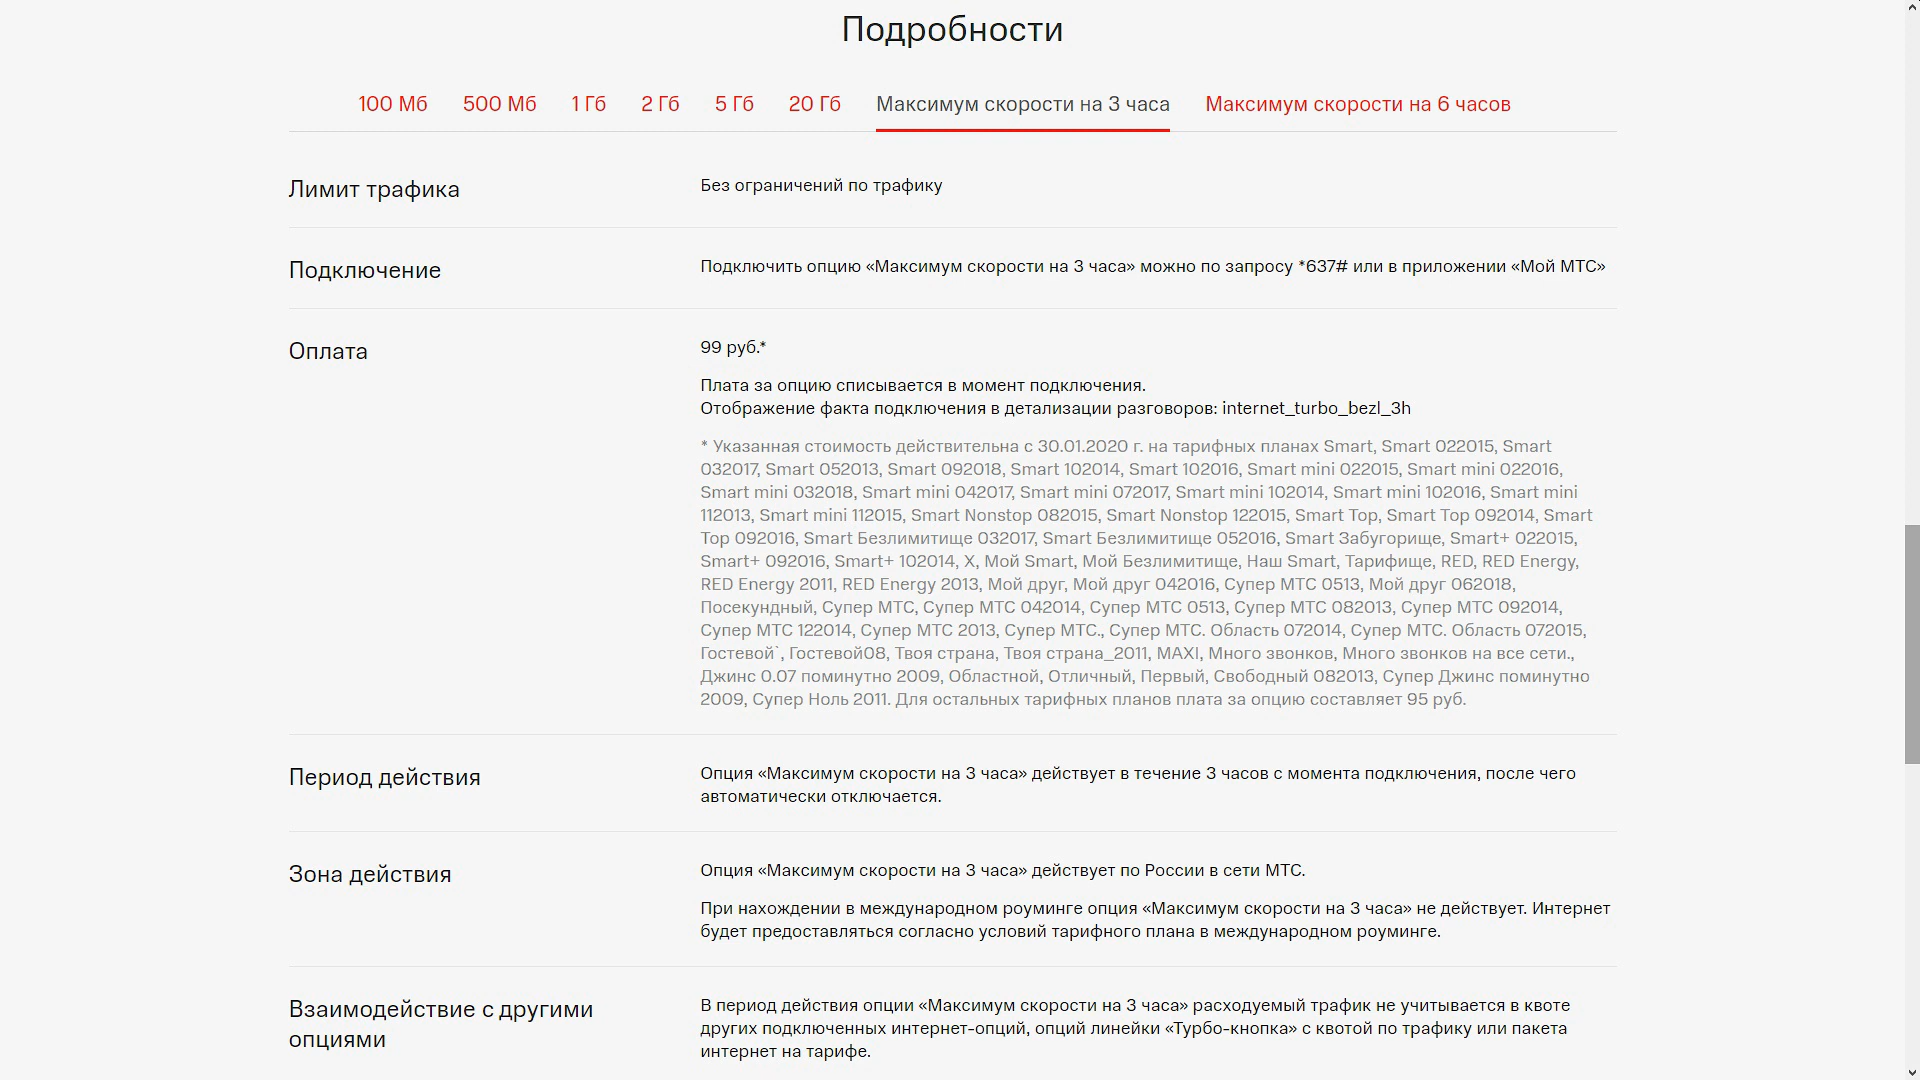 Подробности
100 Мб 500 Мб 1 Гб 2 Гб 5 Гб 20 Гб Максимум скорости на 3 часа Максимум скорости на 6 часов
Лимит трафика
Без ограничений по трафику
Подключение
Подключить опцию «Максимум скорости на 3 часа» можно по запросу *637# или в приложении «Мой МТС»
Оплата
99 руб.*
Плата за опцию списывается в момент подключения.
Отображение факта подключения в детализации разговоров: internet_turbo_bezl_3h
* Указанная стоимость действительна с 30.01.2020 г. на тарифных планах Smart, Smart 022015, Smart
032017, Smart 052013, Smart 092018, Smart 102014, Smart 102016, Smart mini 022015, Smart mini 022016,
Smart mini 032018, Smart mini 042017, Smart mini 072017, Smart mini 102014, Smart mini 102016, Smart mini
112013, Smart mini 112015, Smart Nonstop 082015, Smart Nonstop 122015, Smart Top, Smart Top 092014, Smart
Top 092016, Smart Безлимитище 032017, Smart Безлимитище 052016, Smart Забугорище, Smart+ 022015,
Smart+ 092016, Smart+ 102014, X, Мой Smart, Мой Безлимитище, Наш Smart, Тарифище, RED, RED Energy,
RED Energy 2011, RED Energy 2013, Мой друг, Мой друг 042016, Супер МТС 0513, Мой друг 062018,
Посекундный, Супер МТС, Супер МТС 042014, Супер МТС 0513, Супер МТС 082013, Супер МТС 092014,
Супер МТС 122014, Супер МТС 2013, Супер МТС., Супер МТС. Область 072014, Супер МТС. Область 072015,
Гостевой`, Гостевой08, Твоя страна, Твоя страна_2011, MAXI, Много звонков, Много звонков на все сети.,
Джинс 0.07 поминутно 2009, Областной, Отличный, Первый, Свободный 082013, Супер Джинс поминутно
2009, Супер Ноль 2011. Для остальных тарифных планов плата за опцию составляет 95 руб.
Период действия
Опция «Максимум скорости на 3 часа» действует в течение 3 часов с момента подключения, после чего
автоматически отключается.
Зона действия
Опция «Максимум скорости на 3 часа» действует по России в сети МТС.
При нахождении в международном роуминге опция «Максимум скорости на 3 часа» не действует. Интернет
будет предоставляться согласно условий тарифного плана в международном роуминге.
Взаимодействие с другими
опциями
В период действия опции «Максимум скорости на 3 часа» расходуемый трафик не учитывается в квоте
других подключенных интернет-опций, опций линейки «Турбо-кнопка» с квотой по трафику или пакета
интернет на тарифе.